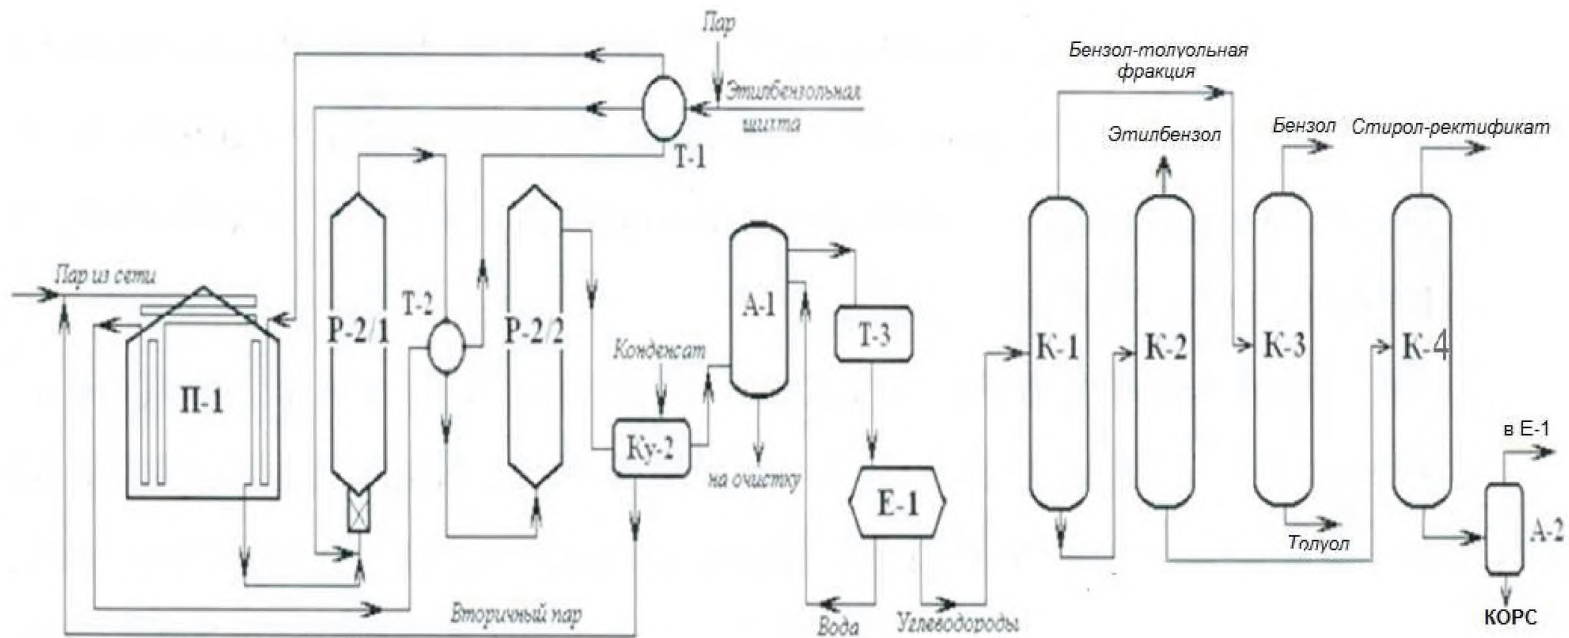 Пар
Этилбензольная
шихта
Т-1
Бензол-толуольная
фракция
Этилбензол
Бензол
Стирол-ректификат
Пар из сети
Т-2
П-1
Р-2/1
Р-2/2
Конденсат
Ку-2
А-1
на очистку
Т-3
Е-1
К-1
К-2
К-3
К-4
Толуол
в Е-1
А-2
КОРС
Вторичный пар
Вода
Углеводороды